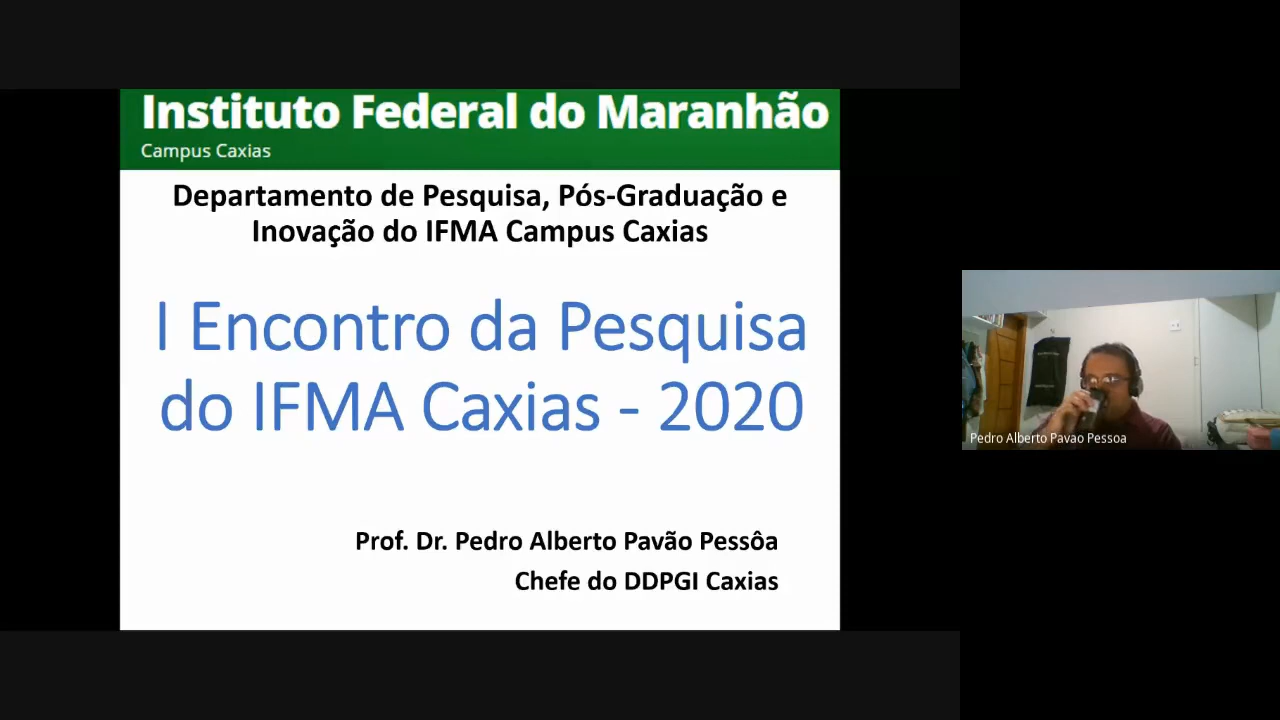 Instituto Federal do Maranhão
Campus Caxias
Departamento de Pesquisa, Pós-Graduação e
Inovação do IFMA Campus Caxias
I Encontro da Pesquisa
do IFMA Caxias - 2020
Prof. Dr. Pedro Alberto Pavão Pessôa
Chefe do DDPGI Caxias
Pedro Alberto Pavao Pessoa